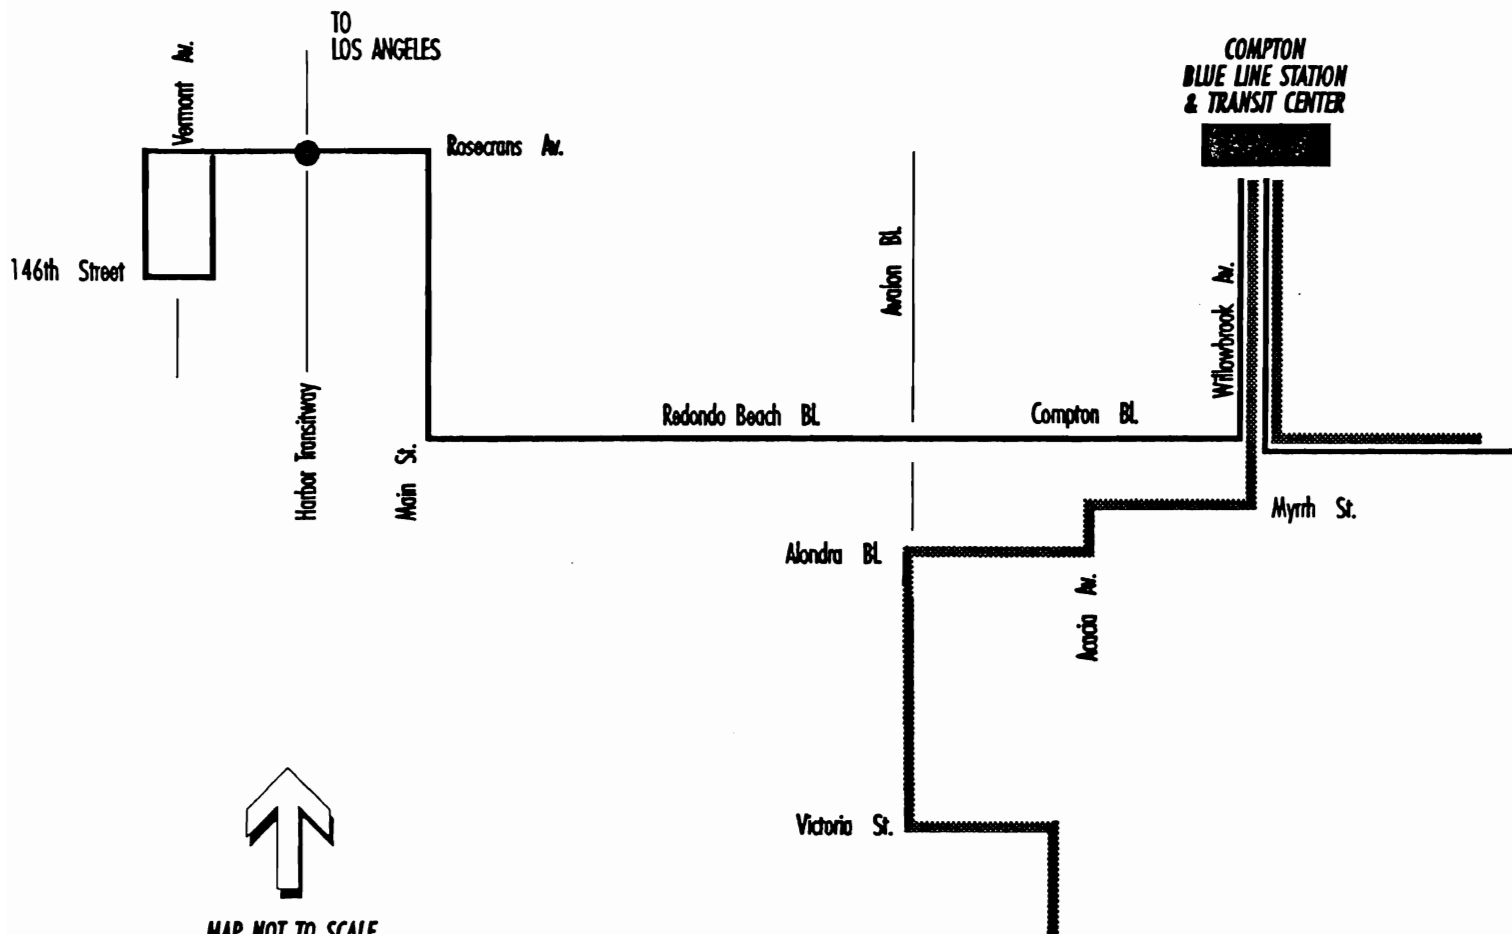 TO
LOS ANGELES
COMPTON
BLUE LINE STATION
& TRANSIT CENTER
Vermont Av.
Rosecrans Av.
146th Street
Avalon Bl.
Willowbrook Av.
Harbor Transitway
Main St.
Redondo Beach Bl.
Compton Bl.
Myrrh St.
Alondra Bl.
Acacia Av.
Victoria St.
MAP NOT TO SCALE